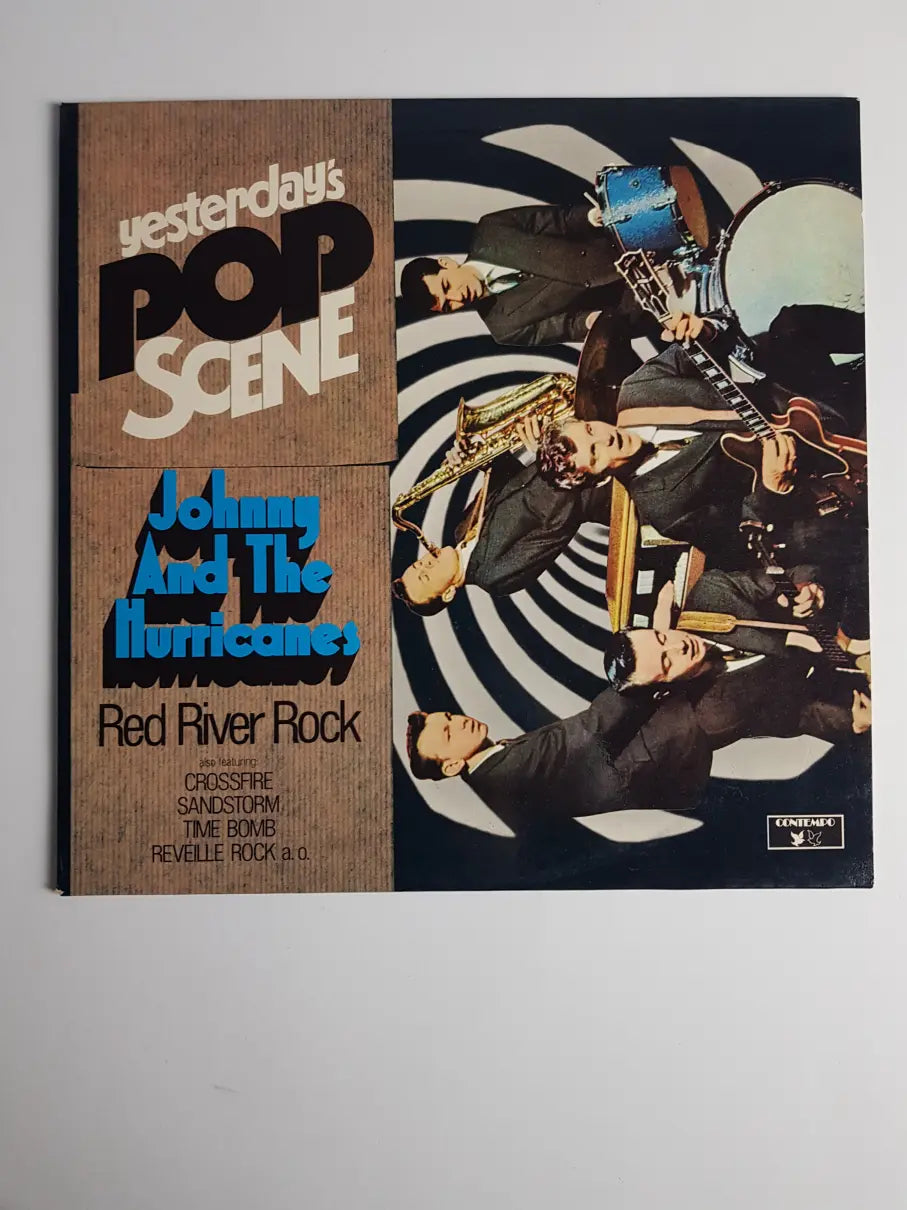 yesterday's
POP
SCENE
Johnny
And The
Hurricanes
Red River Rock
also featuring:
CROSSFIRE
SANDSTORM
TIME BOMB
REVEILLE ROCK a.o.
CONTEMPO